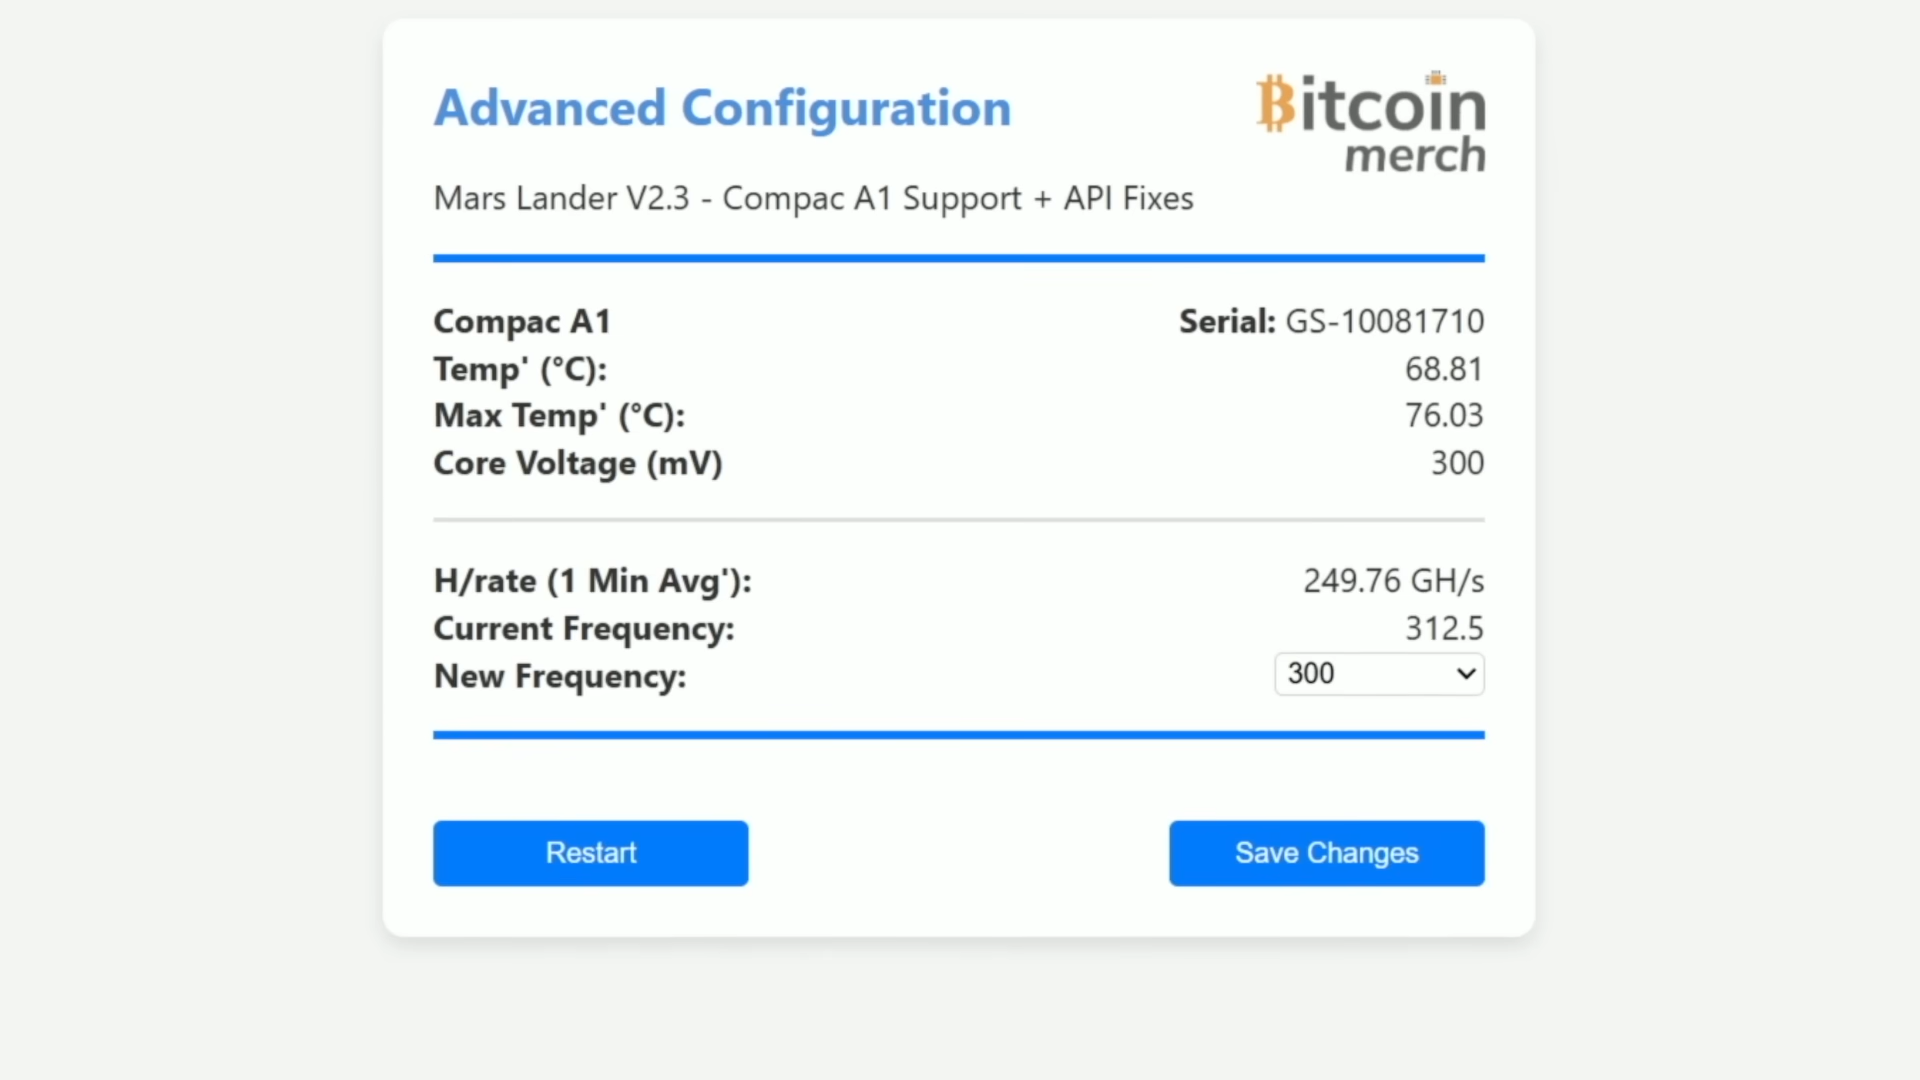 Advanced Configuration
Bitcoin
merch
Mars Lander V2.3 - Compac A1 Support + API Fixes
Compac A1 Serial: GS-10081710
Temp' (°C): 68.81
Max Temp' (°C): 76.03
Core Voltage (mV) 300
H/rate (1 Min Avg'): 249.76 GH/s
Current Frequency: 312.5
New Frequency: 300
Restart Save Changes